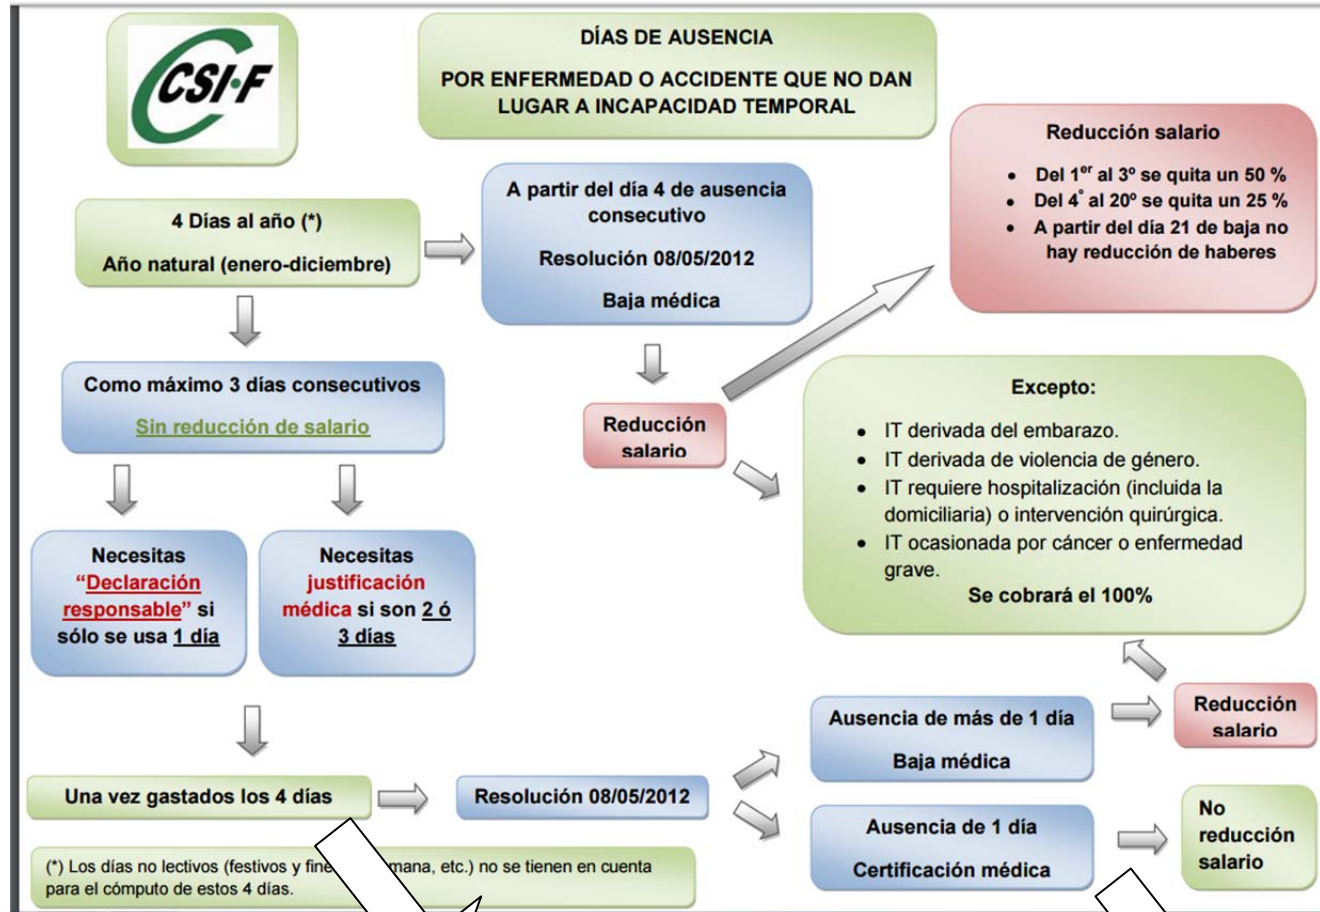 CSI·F
DÍAS DE AUSENCIA
POR ENFERMEDAD O ACCIDENTE QUE NO DAN
LUGAR A INCAPACIDAD TEMPORAL
4 Días al año (*)
Año natural (enero-diciembre)
A partir del día 4 de ausencia
consecutivo
Resolución 08/05/2012
Baja médica
Reducción salario
• Del 1er al 3º se quita un 50 %
• Del 4º al 20º se quita un 25 %
• A partir del día 21 de baja no
hay reducción de haberes
Como máximo 3 días consecutivos
Sin reducción de salario
Reducción
salario
Excepto:
• IT derivada del embarazo.
• IT derivada de violencia de género.
• IT requiere hospitalización (incluida la
domiciliaria) o intervención quirúrgica.
• IT ocasionada por cáncer o enfermedad
grave.
Se cobrará el 100%
Necesitas
“Declaración
responsable” si
sólo se usa 1 día
Necesitas
justificación
médica si son 2 ó
3 días
Una vez gastados los 4 días
Resolución 08/05/2012
Ausencia de más de 1 día
Baja médica
Reducción
salario
Ausencia de 1 día
Certificación médica
No
reducción
salario
(*) Los días no lectivos (festivos y fine mana, etc.) no se tienen en cuenta
para el cómputo de estos 4 días.